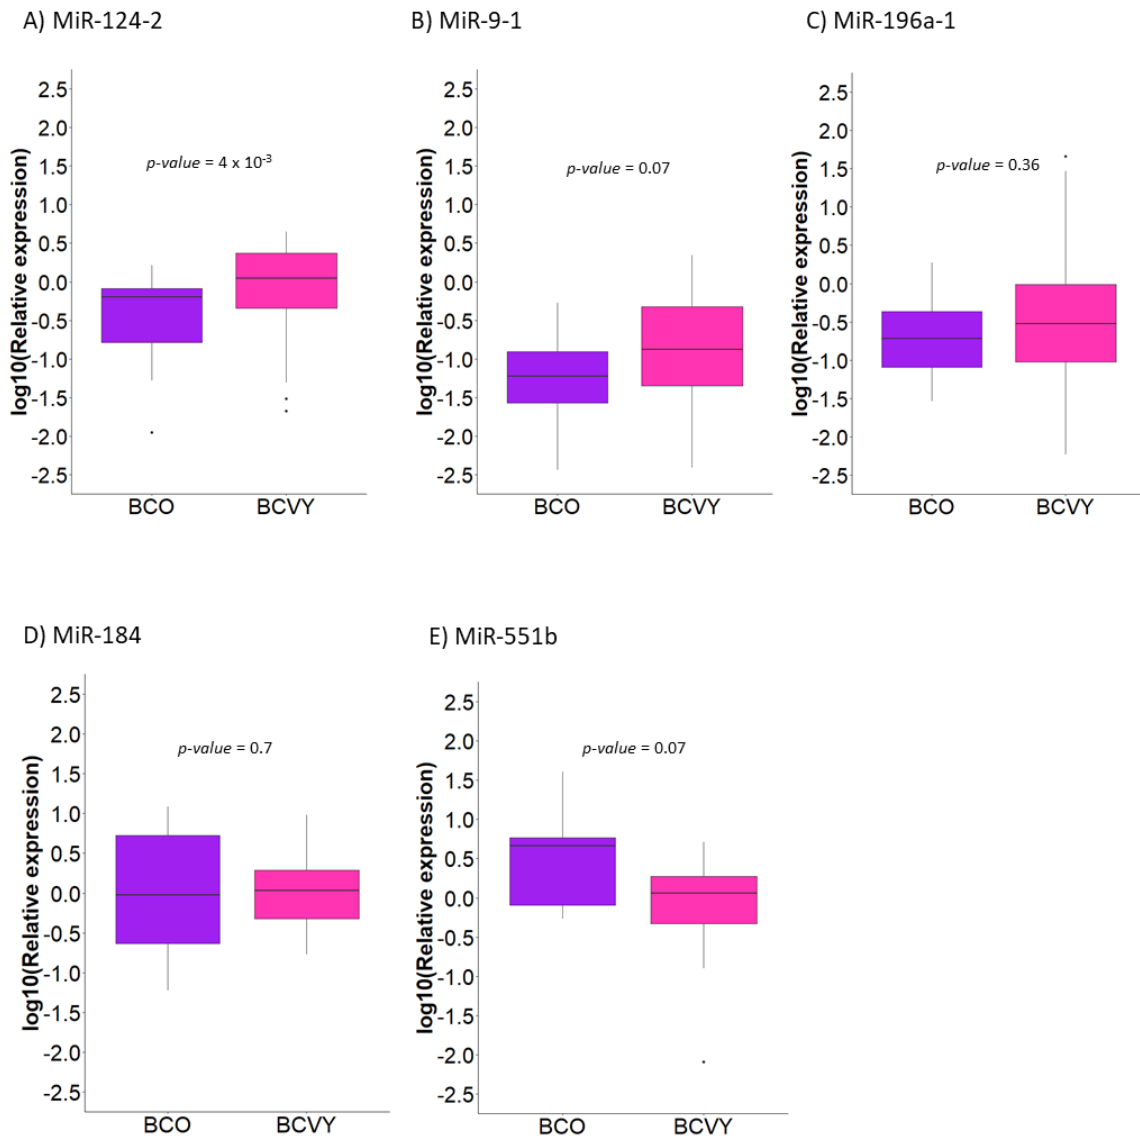 A) MiR-124-2
B) MiR-9-1
C) MiR-196a-1
log10(Relative expression)
2.5
2.0
1.5
1.0
0.5
0.0
-0.5
-1.0
-1.5
-2.0
-2.5
p-value = 4 x 10-3
BCO
BCVY
log10(Relative expression)
2.5
2.0
1.5
1.0
0.5
0.0
-0.5
-1.0
-1.5
-2.0
-2.5
p-value = 0.07
BCO
BCVY
log10(Relative expression)
2.5
2.0
1.5
1.0
0.5
0.0
-0.5
-1.0
-1.5
-2.0
-2.5
p-value = 0.36
BCO
BCVY
D) MiR-184
E) MiR-551b
log10(Relative expression)
2.5
2.0
1.5
1.0
0.5
0.0
-0.5
-1.0
-1.5
-2.0
-2.5
p-value = 0.7
BCO
BCVY
log10(Relative expression)
2.5
2.0
1.5
1.0
0.5
0.0
-0.5
-1.0
-1.5
-2.0
-2.5
p-value = 0.07
BCO
BCVY